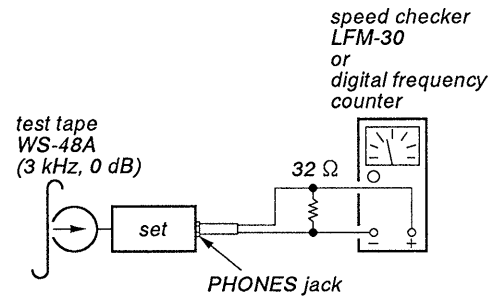 speed checker
LFM-30
or
digital frequency
counter
test tape
WS-48A
(3 kHz, 0 dB)
32 Ω
set
− +
PHONES jack